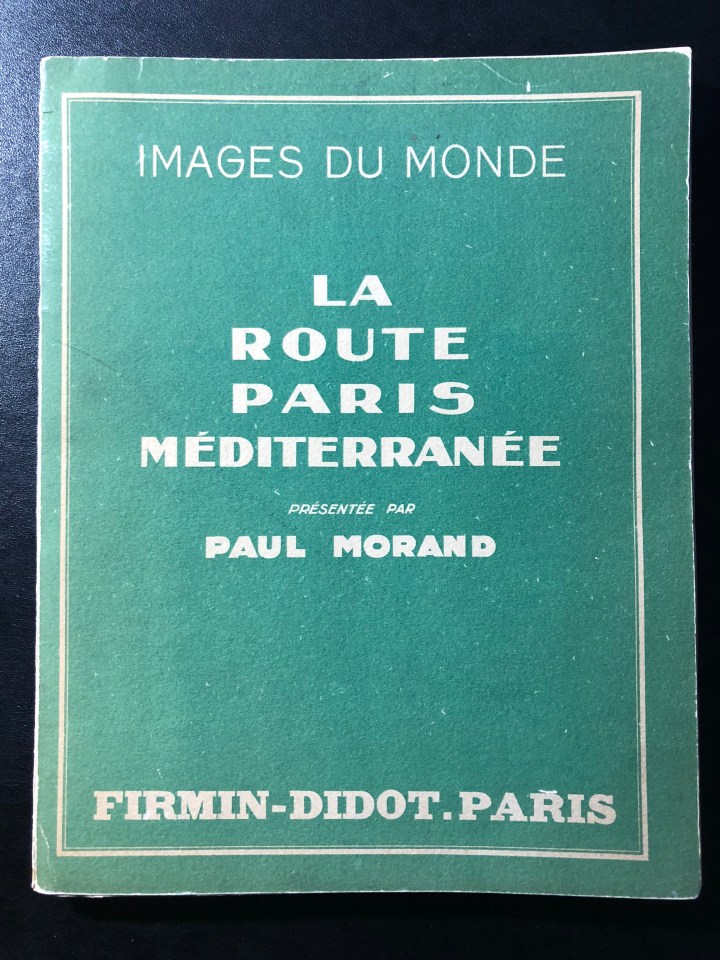 IMAGES DU MONDE
LA
ROUTE
PARIS
MÉDITERRANÉE
PRÉSENTÉE PAR
PAUL MORAND
FIRMIN-DIDOT.PARIS